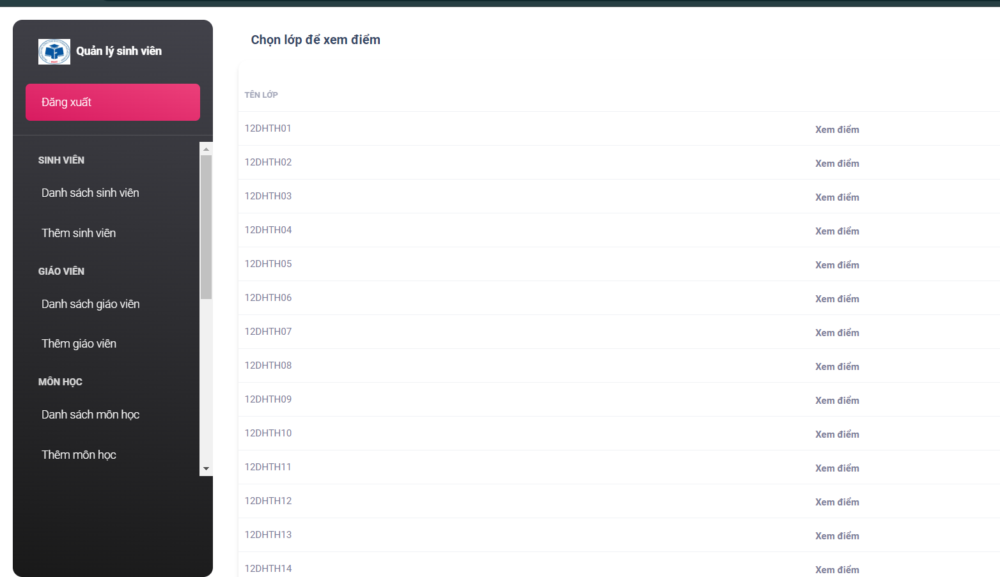 Quản lý sinh viên
Đăng xuất
SINH VIÊN
Danh sách sinh viên
Thêm sinh viên
GIÁO VIÊN
Danh sách giáo viên
Thêm giáo viên
MÔN HỌC
Danh sách môn học
Thêm môn học
Chọn lớp để xem điểm
TÊN LỚP
12DHTH01 Xem điểm
12DHTH02 Xem điểm
12DHTH03 Xem điểm
12DHTH04 Xem điểm
12DHTH05 Xem điểm
12DHTH06 Xem điểm
12DHTH07 Xem điểm
12DHTH08 Xem điểm
12DHTH09 Xem điểm
12DHTH10 Xem điểm
12DHTH11 Xem điểm
12DHTH12 Xem điểm
12DHTH13 Xem điểm
12DHTH14 Xem điểm